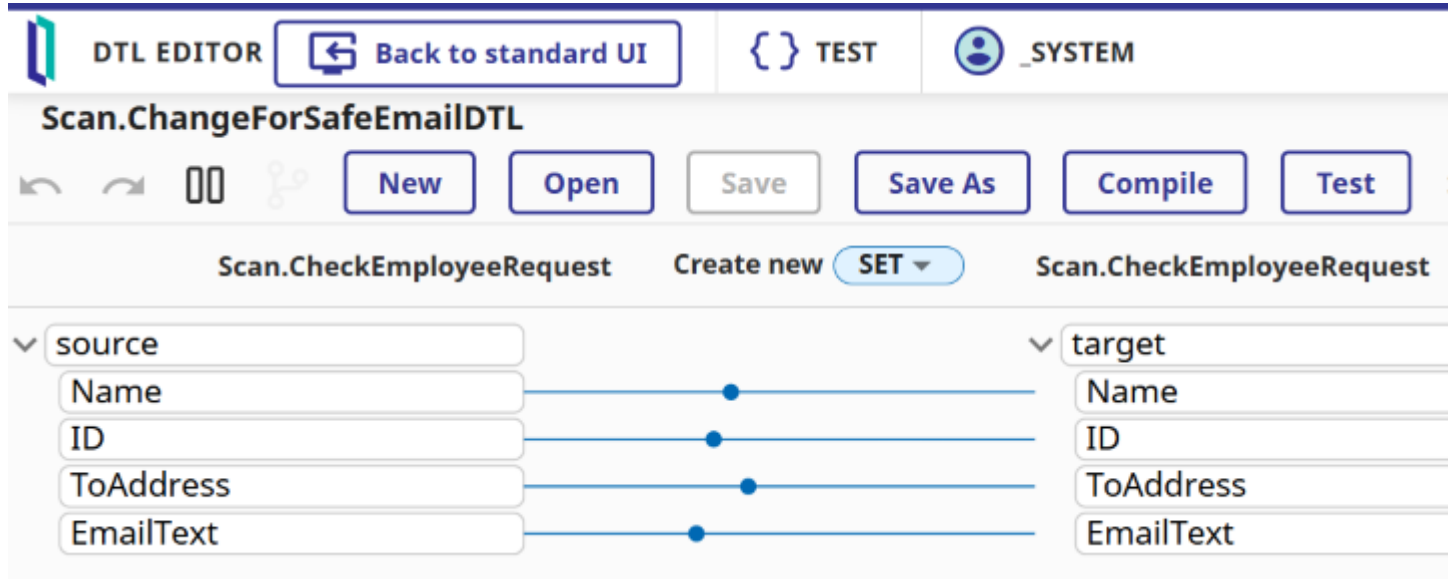 DTL EDITOR Back to standard UI { } TEST _SYSTEM
Scan.ChangeForSafeEmailDTL
New Open Save Save As Compile Test
Scan.CheckEmployeeRequest Create new SET Scan.CheckEmployeeRequest
source target
Name Name
ID ID
ToAddress ToAddress
EmailText EmailText